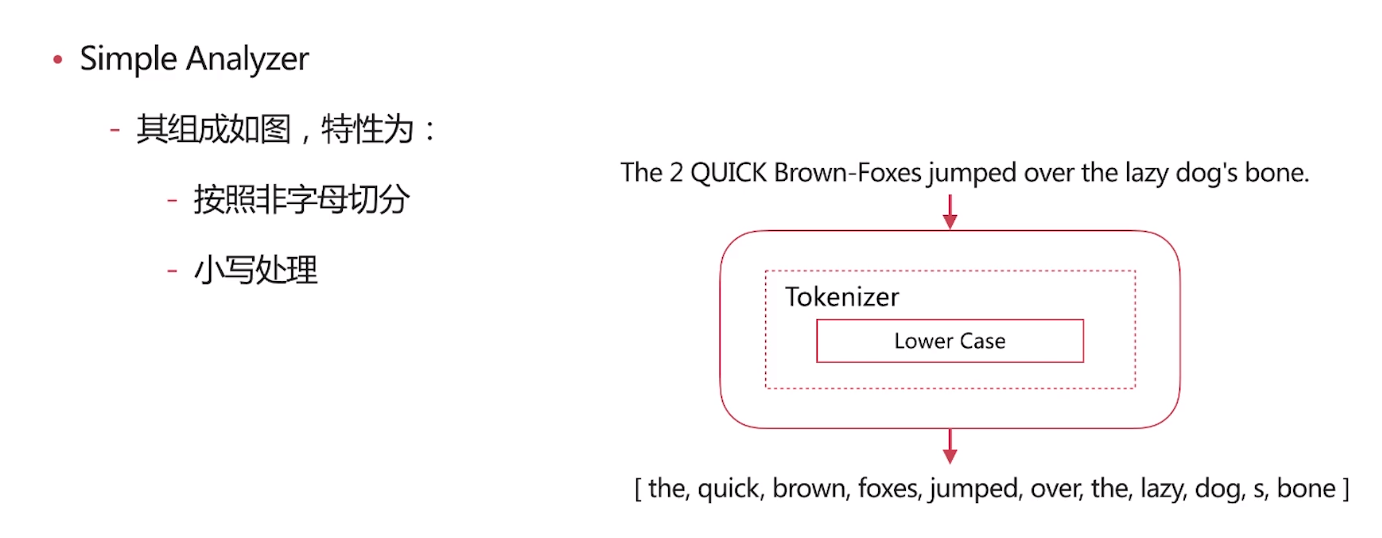 • Simple Analyzer
- 其组成如图，特性为：
- 按照非字母切分
- 小写处理
The 2 QUICK Brown-Foxes jumped over the lazy dog's bone.
Tokenizer
Lower Case
[ the, quick, brown, foxes, jumped, over, the, lazy, dog, s, bone ]